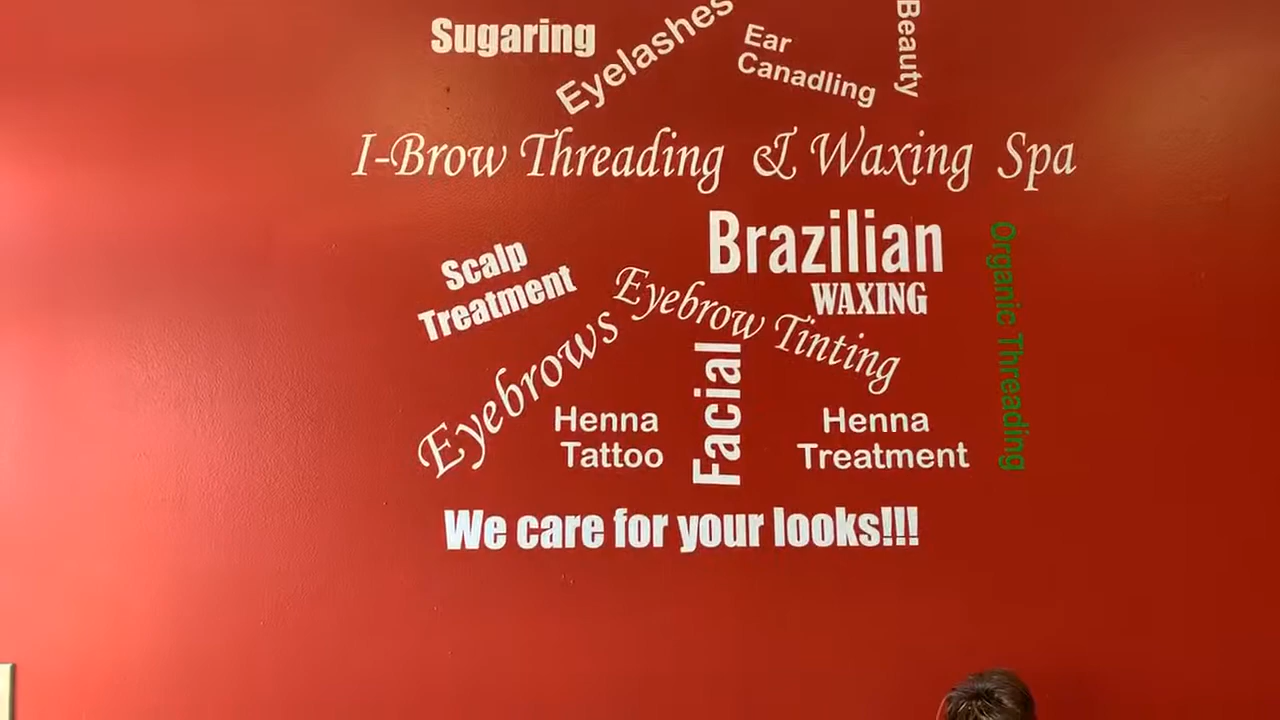 Sugaring
Eyelashes
Ear
Canadling
Beauty
I-Brow Threading & Waxing Spa
Brazilian
WAXING
Scalp
Treatment
Eyebrow Tinting
Eyebrows
Organic Threading
Facial
Henna
Tattoo
Henna
Treatment
We care for your looks!!!